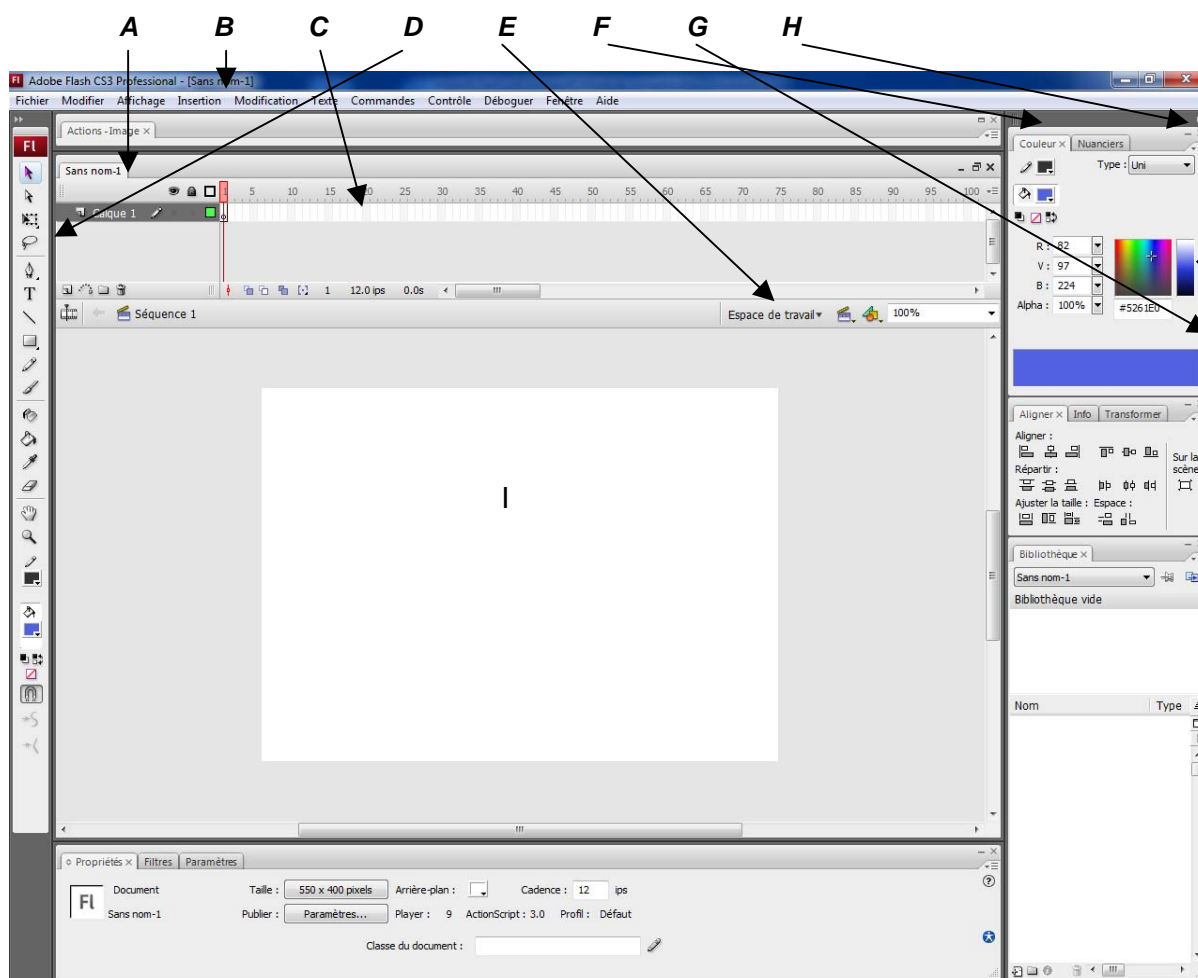 A B C D E F G H
Adobe Flash CS3 Professional - [Sans nom-1]
Fichier Modifier Affichage Insertion Modification Texte Commandes Contrôle Déboguer Fenêtre Aide
Actions - Image ×
Fl
Sans nom-1
1 5 10 15 20 25 30 35 40 45 50 55 60 65 70 75 80 85 90 95 100
Calque 1
1 12.0 ips 0.0s
Séquence 1
Espace de travail
100%
T
I
Propriétés × Filtres Paramètres
Fl
Document
Sans nom-1
Taille : 550 x 400 pixels Arrière-plan : Cadence : 12 ips
Publier : Paramètres... Player : 9 ActionScript : 3.0 Profil : Défaut
Classe du document :
Couleur × Nuanciers
Type : Uni
R : 82
V : 97
B : 224
Alpha : 100%
#5261E0
Aligner × Info Transformer
Aligner :
Répartir :
Sur la
scène
Ajuster la taille : Espace :
Bibliothèque ×
Sans nom-1
Bibliothèque vide
Nom Type